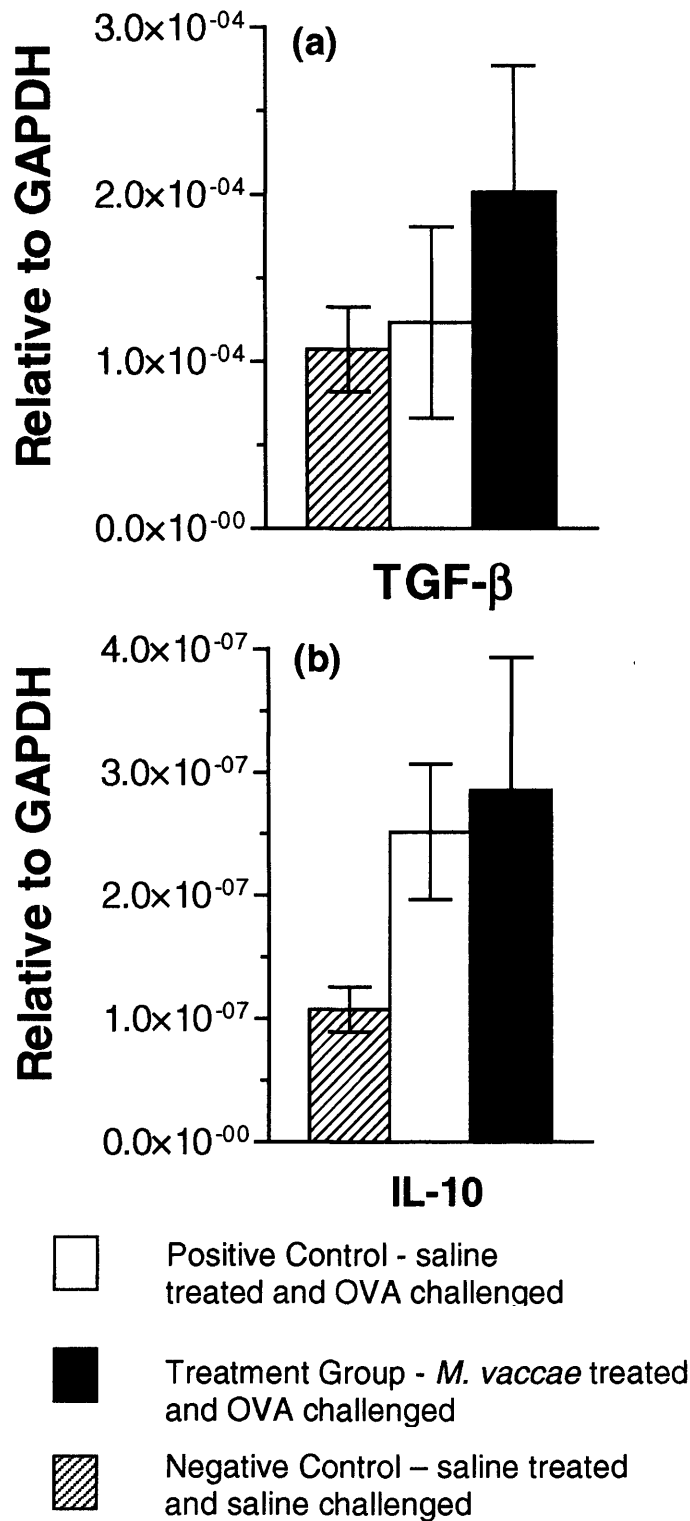 (a)
Relative to GAPDH
3.0×10⁻⁰⁴
2.0×10⁻⁰⁴
1.0×10⁻⁰⁴
0.0×10⁻⁰⁰
TGF-β
(b)
Relative to GAPDH
4.0×10⁻⁰⁷
3.0×10⁻⁰⁷
2.0×10⁻⁰⁷
1.0×10⁻⁰⁷
0.0×10⁻⁰⁰
IL-10
Positive Control - saline
treated and OVA challenged
Treatment Group - M. vaccae treated
and OVA challenged
Negative Control – saline treated
and saline challenged